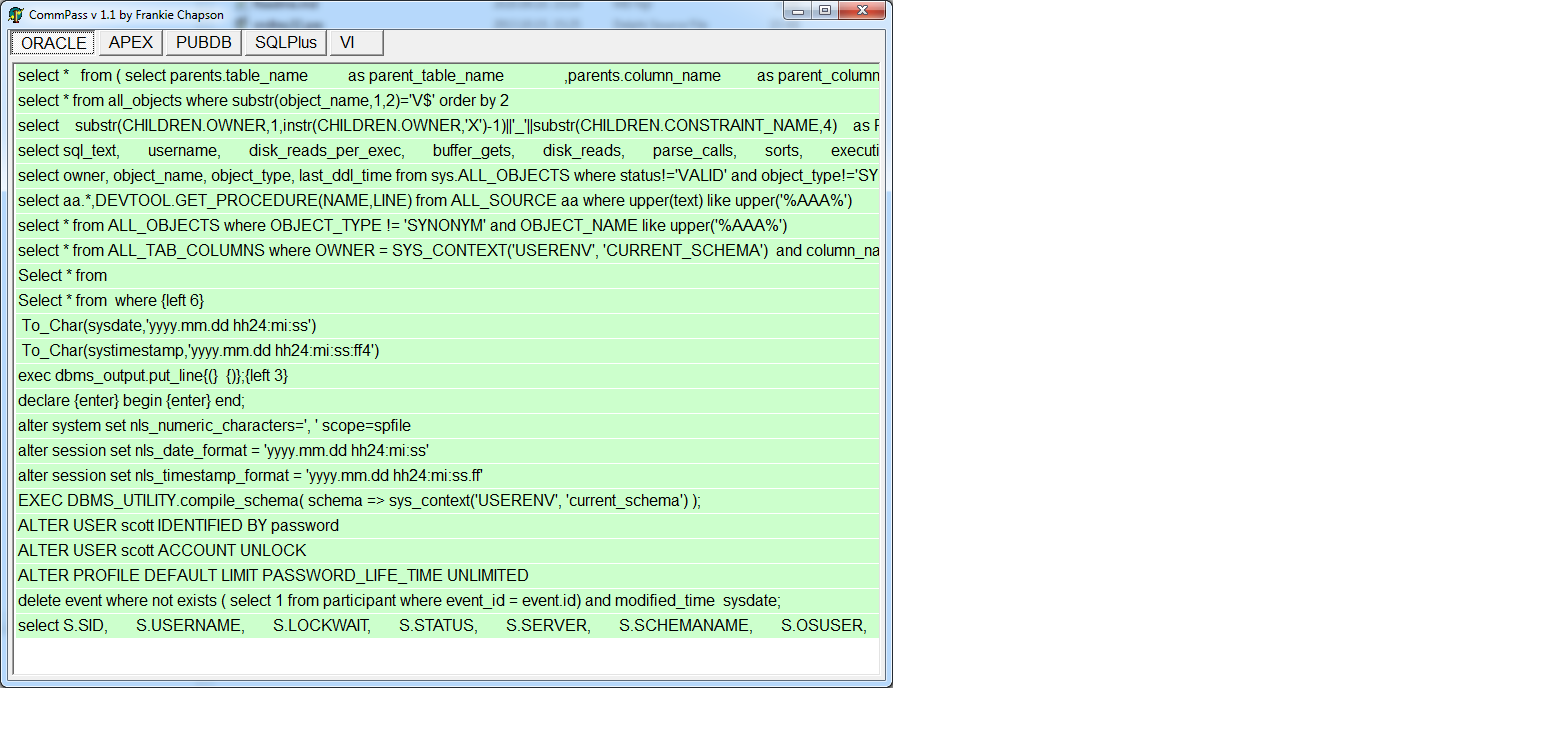 CommPass v 1.1 by Frankie Chapson
ORACLE APEX PUBDB SQLPlus VI
select * from ( select parents.table_name as parent_table_name ,parents.column_name as parent_column
select * from all_objects where substr(object_name,1,2)='V$' order by 2
select substr(CHILDREN.OWNER,1,instr(CHILDREN.OWNER,'X')-1)||'_'||substr(CHILDREN.CONSTRAINT_NAME,4) as
select sql_text, username, disk_reads_per_exec, buffer_gets, disk_reads, parse_calls, sorts, executi
select owner, object_name, object_type, last_ddl_time from sys.ALL_OBJECTS where status!='VALID' and object_type!='SY
select aa.*,DEVTOOL.GET_PROCEDURE(NAME,LINE) from ALL_SOURCE aa where upper(text) like upper('%AAA%')
select * from ALL_OBJECTS where OBJECT_TYPE != 'SYNONYM' and OBJECT_NAME like upper('%AAA%')
select * from ALL_TAB_COLUMNS where OWNER = SYS_CONTEXT('USERENV', 'CURRENT_SCHEMA') and column_na
Select * from
Select * from where {left 6}
To_Char(sysdate,'yyyy.mm.dd hh24:mi:ss')
To_Char(systimestamp,'yyyy.mm.dd hh24:mi:ss:ff4')
exec dbms_output.put_line{(} {)};{left 3}
declare {enter} begin {enter} end;
alter system set nls_numeric_characters=', ' scope=spfile
alter session set nls_date_format = 'yyyy.mm.dd hh24:mi:ss'
alter session set nls_timestamp_format = 'yyyy.mm.dd hh24:mi:ss.ff'
EXEC DBMS_UTILITY.compile_schema( schema => sys_context('USERENV', 'current_schema') );
ALTER USER scott IDENTIFIED BY password
ALTER USER scott ACCOUNT UNLOCK
ALTER PROFILE DEFAULT LIMIT PASSWORD_LIFE_TIME UNLIMITED
delete event where not exists ( select 1 from participant where event_id = event.id) and modified_time sysdate;
select S.SID, S.USERNAME, S.LOCKWAIT, S.STATUS, S.SERVER, S.SCHEMANAME, S.OSUSER,